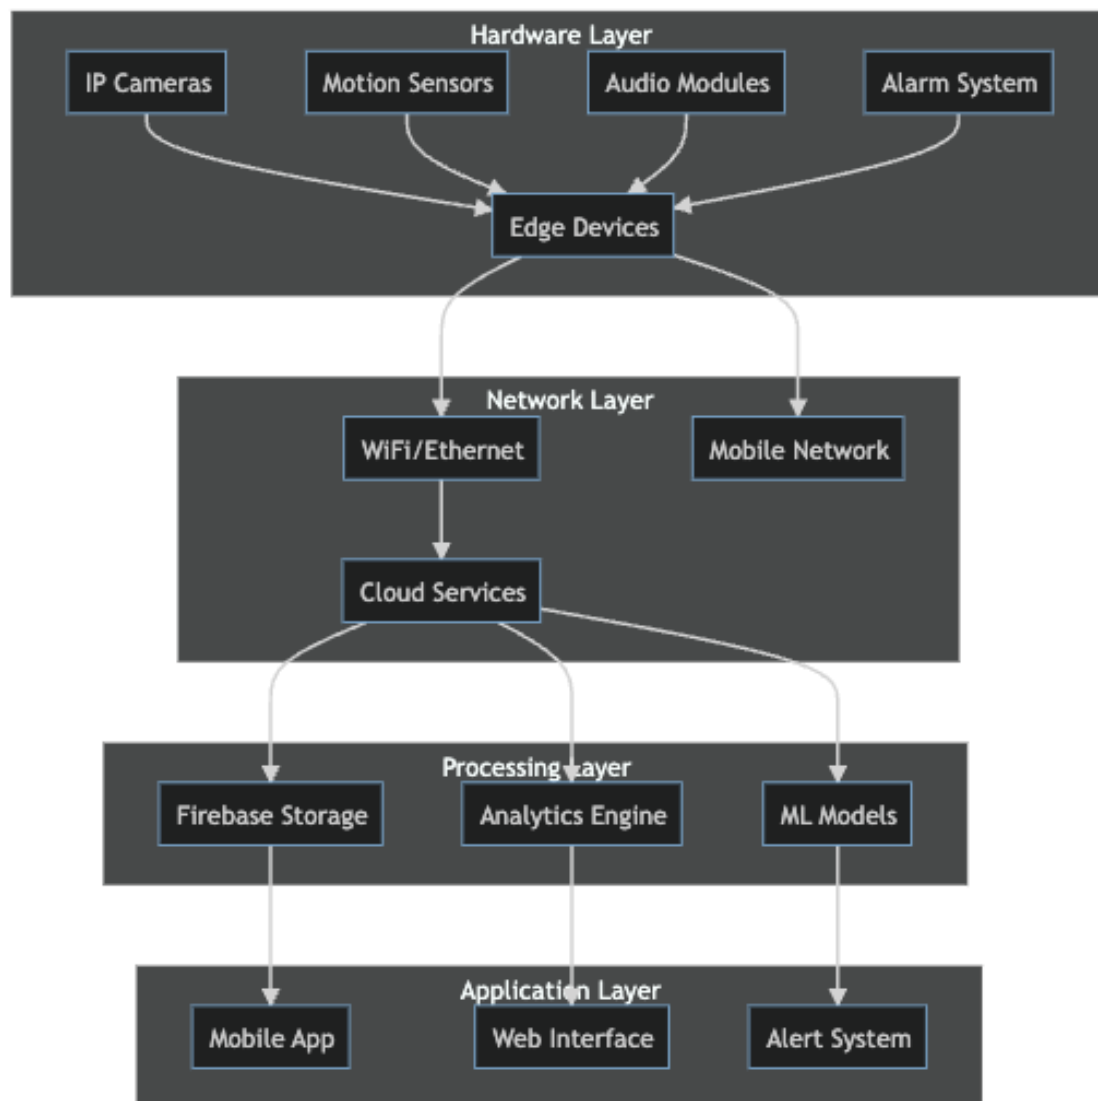 Hardware Layer
IP Cameras
Motion Sensors
Audio Modules
Alarm System
Edge Devices
Network Layer
WiFi/Ethernet
Mobile Network
Cloud Services
Processing Layer
Firebase Storage
Analytics Engine
ML Models
Application Layer
Mobile App
Web Interface
Alert System